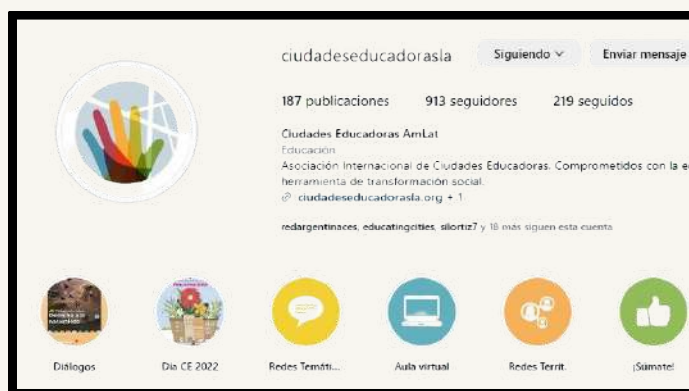 ciudadeseducadorasla Siguiendo Enviar mensaje
187 publicaciones 913 seguidores 219 seguidos
Ciudades Educadoras AmLat
Educación
Asociación Internacional de Ciudades Educadoras. Comprometidos con la e
herramienta de transformación social.
ciudadeseducadorasla.org + 1
redargentinaces, educatingcities, silortiz7 y 18 más siguen esta cuenta
Diálogos Día CE 2022 Redes Temáti... Aula virtual Redes Territ. ¡Súmate!